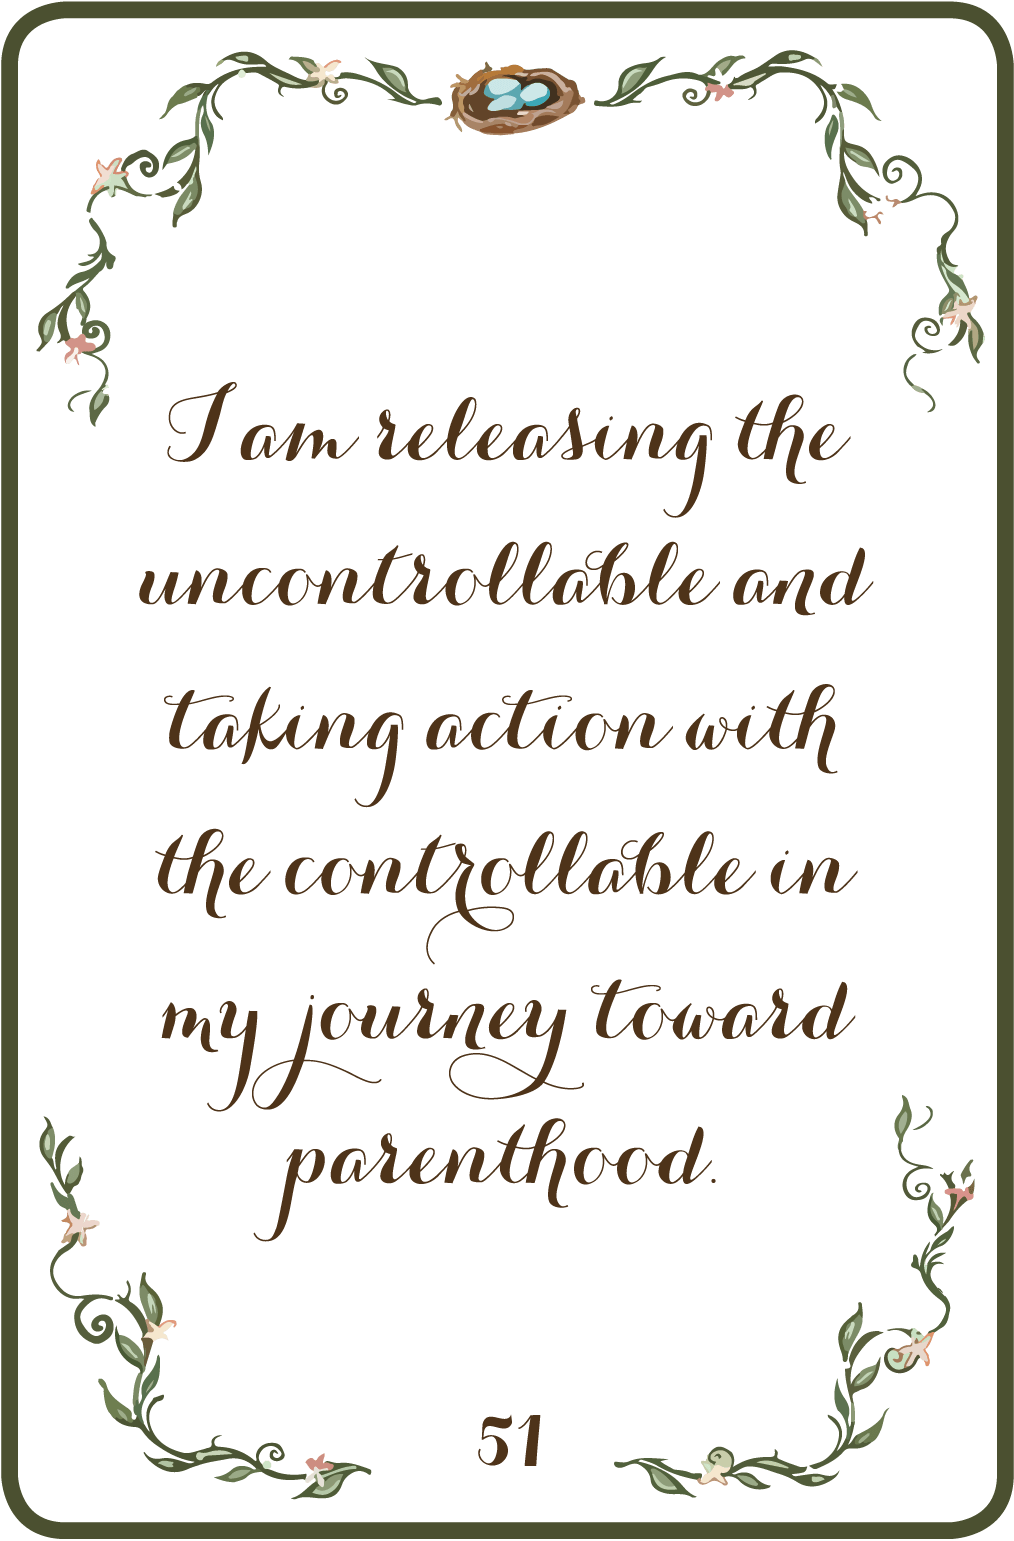 I am releasing the
uncontrollable and
taking action with
the controllable in
my journey toward
parenthood.
51